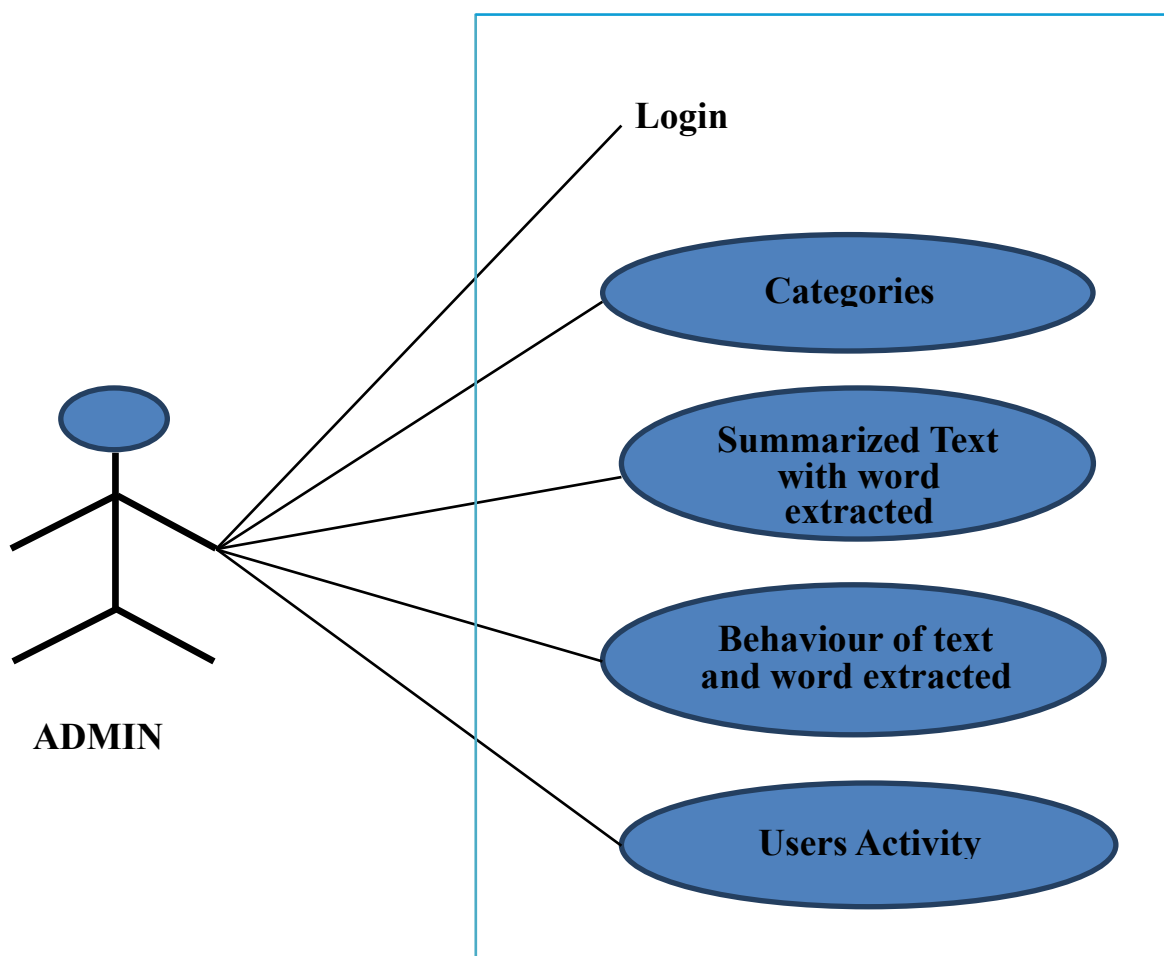 Login
Categories
Summarized Text
with word
extracted
Behaviour of text
and word extracted
ADMIN
Users Activity